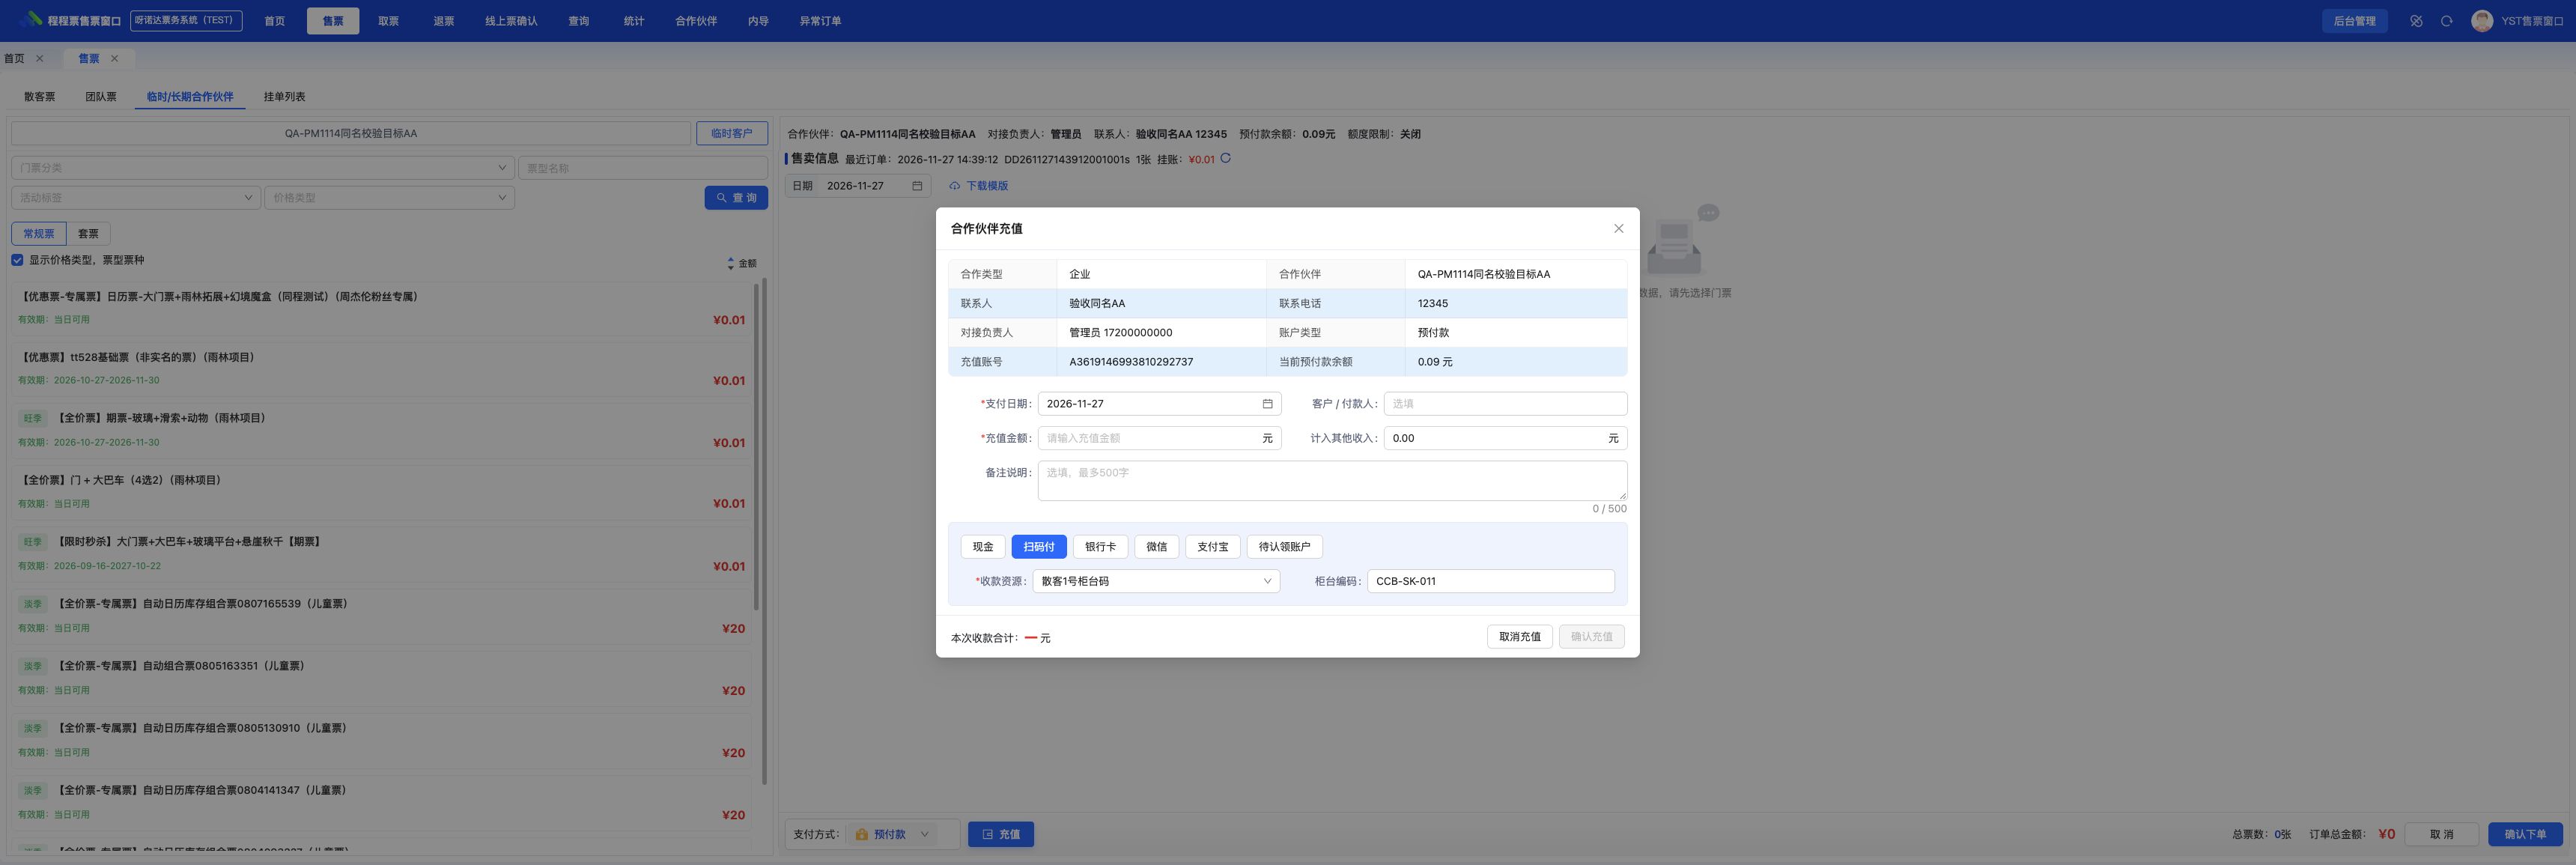 程程票售票窗口 呀诺达票务系统（TEST） 首页 售票 取票 退票 线上票确认 查询 统计 合作伙伴 内导 异常订单 后台管理 YST售票窗口
首页 售票
散客票 团队票 临时/长期合作伙伴 挂单列表
QA-PM1114同名校验目标AA 临时客户
门票分类 票型名称
活动标签 价格类型 查 询
常规票 套票
显示价格类型，票型票种 金额
【优惠票-专属票】日历票-大门票+雨林拓展+幻境魔盒（同程测试）（周杰伦粉丝专属）
有效期：当日可用 ¥0.01
【优惠票】tt528基础票（非实名的票）（雨林项目）
有效期：2026-10-27-2026-11-30 ¥0.01
旺季 【全价票】期票-玻璃+滑索+动物（雨林项目）
有效期：2026-10-27-2026-11-30 ¥0.01
【全价票】门 + 大巴车（4选2）（雨林项目）
有效期：当日可用 ¥0.01
旺季 【限时秒杀】大门票+大巴车+玻璃平台+悬崖秋千【期票】
有效期：2026-09-16-2027-10-22 ¥0.01
淡季 【全价票-专属票】自动日历库存组合票0807165539（儿童票）
有效期：当日可用 ¥20
淡季 【全价票-专属票】自动组合票0805163351（儿童票）
有效期：当日可用 ¥20
淡季 【全价票-专属票】自动日历库存组合票0805130910（儿童票）
有效期：当日可用 ¥20
淡季 【全价票-专属票】自动日历库存组合票0804141347（儿童票）
有效期：当日可用 ¥20
合作伙伴：QA-PM1114同名校验目标AA 对接负责人：管理员 联系人：验收同名AA 12345 预付款余额：0.09元 额度限制：关闭
售卖信息 最近订单：2026-11-27 14:39:12 DD261127143912001001s 1张 挂账：¥0.01
日期 2026-11-27 下载模版
数据，请先选择门票
合作伙伴充值
合作类型 企业 合作伙伴 QA-PM1114同名校验目标AA
联系人 验收同名AA 联系电话 12345
对接负责人 管理员 17200000000 账户类型 预付款
充值账号 A3619146993810292737 当前预付款余额 0.09 元
*支付日期： 2026-11-27 客户 / 付款人： 选填
*充值金额： 请输入充值金额 元 计入其他收入： 0.00 元
备注说明： 选填，最多500字
0 / 500
现金 扫码付 银行卡 微信 支付宝 待认领账户
*收款资源： 散客1号柜台码 柜台编码： CCB-SK-011
本次收款合计： — 元 取消充值 确认充值
支付方式： 预付款 充值 总票数：0张 订单总金额： ¥0 取 消 确认下单